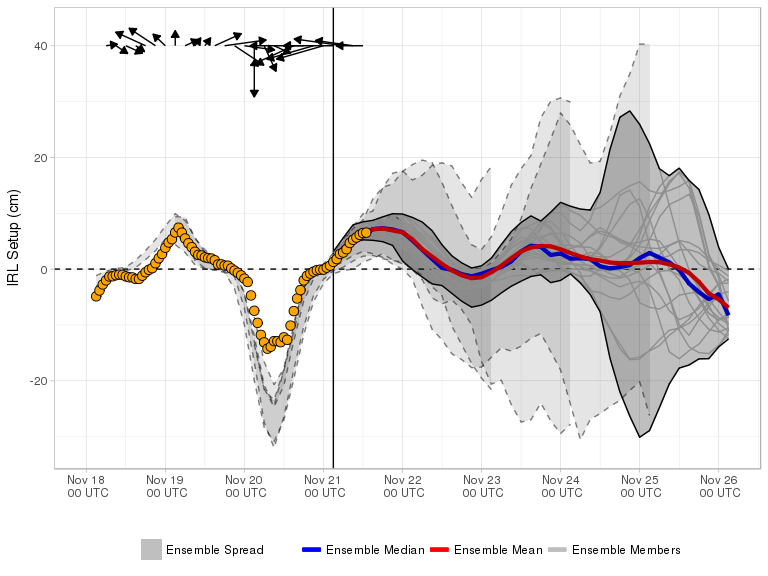 IRL Setup (cm)
40
20
0
-20
Nov 18 Nov 19 Nov 20 Nov 21 Nov 22 Nov 23 Nov 24 Nov 25 Nov 26
00 UTC 00 UTC 00 UTC 00 UTC 00 UTC 00 UTC 00 UTC 00 UTC 00 UTC
Ensemble Spread Ensemble Median Ensemble Mean Ensemble Members